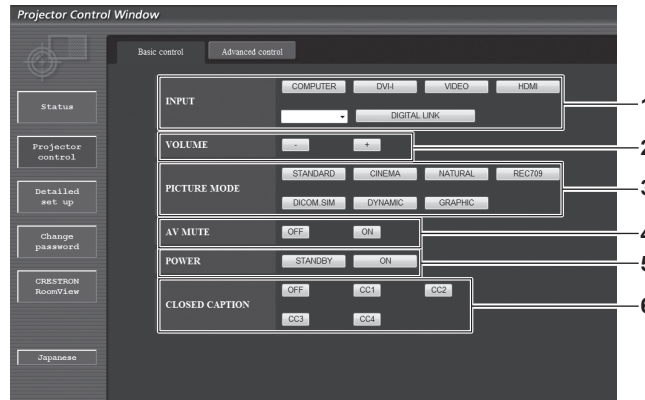 Projector Control Window
Basic control Advanced control
Status
Projector
control
Detailed
set up
Change
password
CRESTRON
RoomView
Japanese
INPUT COMPUTER DVI-I VIDEO HDMI
DIGITAL LINK
1
VOLUME - +
2
PICTURE MODE STANDARD CINEMA NATURAL REC709
DICOM SIM DYNAMIC GRAPHIC
3
AV MUTE OFF ON
4
POWER STANDBY ON
5
CLOSED CAPTION OFF CC1 CC2
CC3 CC4
6